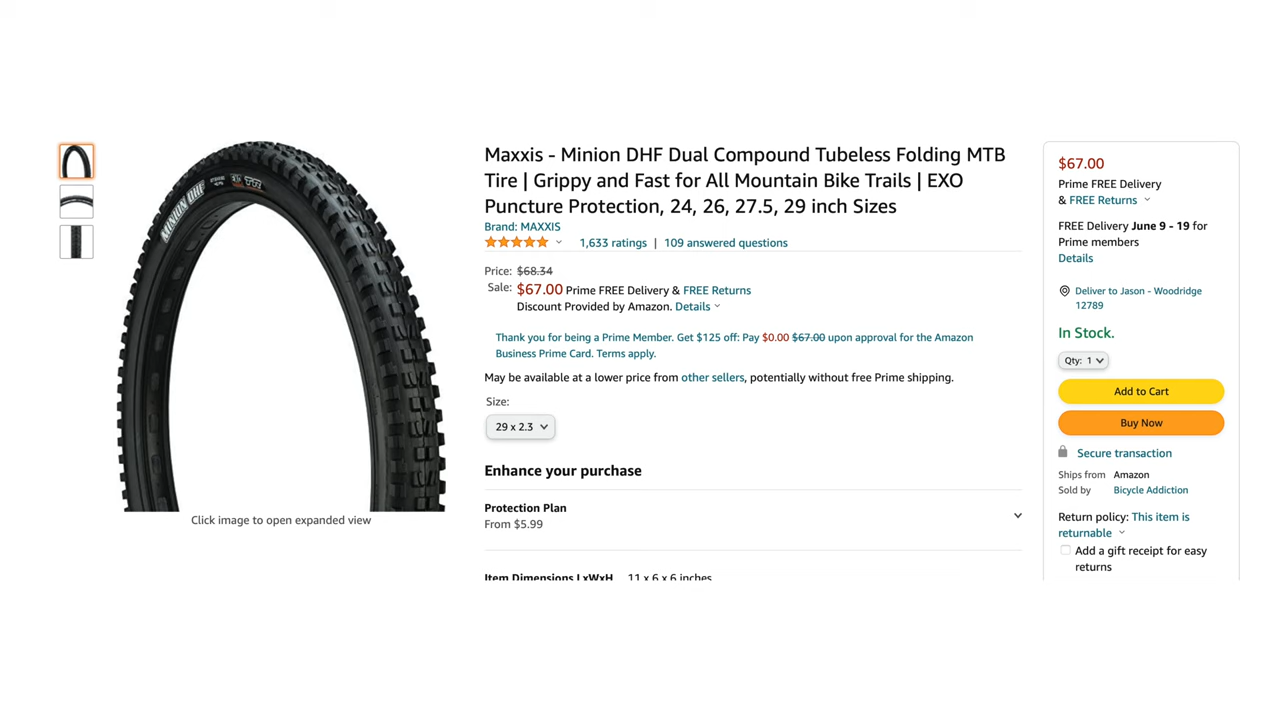 MINION DHF
Click image to open expanded view
Maxxis - Minion DHF Dual Compound Tubeless Folding MTB
Tire | Grippy and Fast for All Mountain Bike Trails | EXO
Puncture Protection, 24, 26, 27.5, 29 inch Sizes
Brand: MAXXIS
1,633 ratings | 109 answered questions
Price: $68.34
Sale: $67.00 Prime FREE Delivery & FREE Returns
Discount Provided by Amazon. Details
Thank you for being a Prime Member. Get $125 off: Pay $0.00 $67.00 upon approval for the Amazon
Business Prime Card. Terms apply.
May be available at a lower price from other sellers, potentially without free Prime shipping.
Size:
29 x 2.3
Enhance your purchase
Protection Plan
From $5.99
Item Dimensions LxWxH 11 x 6 x 6 inches
$67.00
Prime FREE Delivery
& FREE Returns
FREE Delivery June 9 - 19 for
Prime members
Details
Deliver to Jason - Woodridge
12789
In Stock.
Qty: 1
Add to Cart
Buy Now
Secure transaction
Ships from Amazon
Sold by Bicycle Addiction
Return policy: This item is
returnable
Add a gift receipt for easy
returns